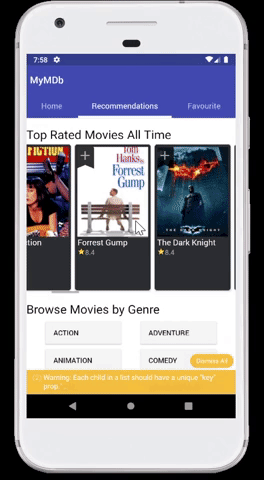 7:58
MyMDb
Home Recommendations Favourite
Top Rated Movies All Time
FICTION
Tom
Hanks
Forrest
Gump
tion
Forrest Gump
8.4
The Dark Knight
8.4
Browse Movies by Genre
ACTION ADVENTURE
ANIMATION COMEDY
Dismiss All
Warning: Each child in a list should have a unique "key"
prop.